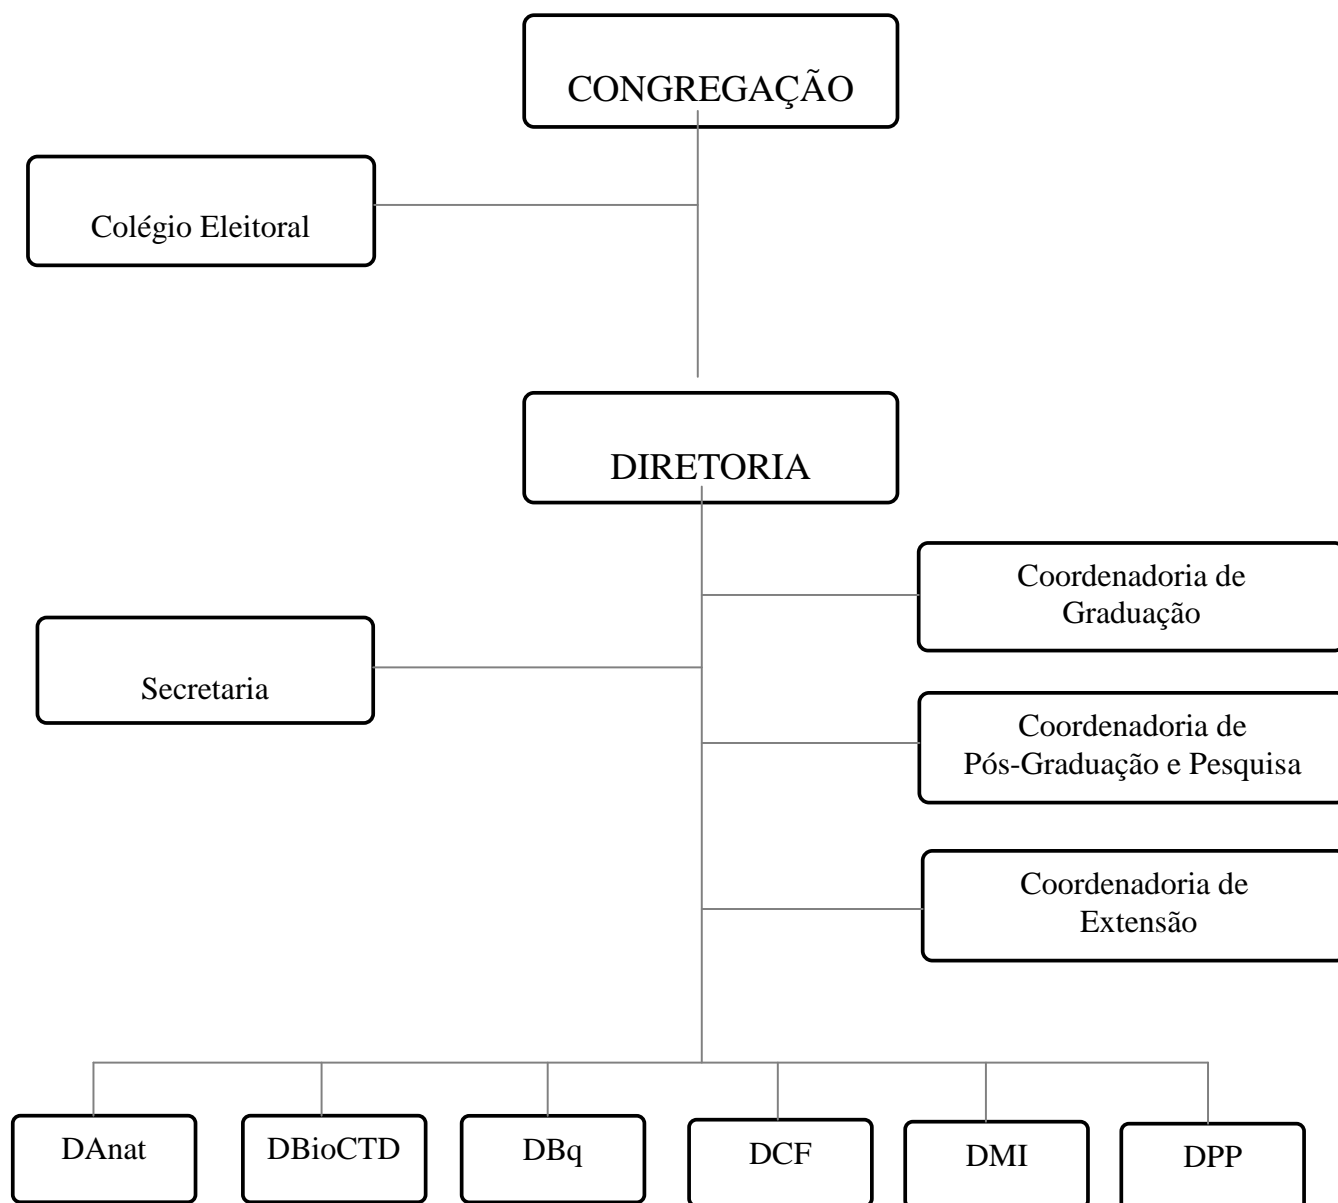 CONGREGAÇÃO
Colégio Eleitoral
DIRETORIA
Coordenadoria de
Graduação
Secretaria
Coordenadoria de
Pós-Graduação e Pesquisa
Coordenadoria de
Extensão
DAnat
DBioCTD
DBq
DCF
DMI
DPP